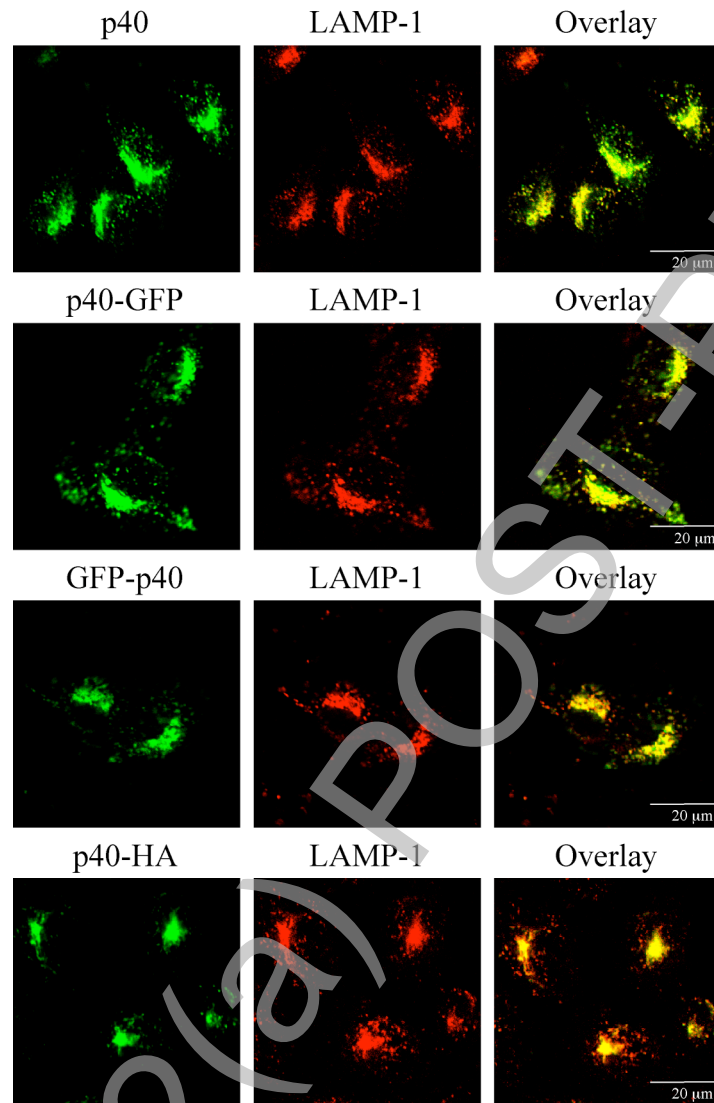 p40 LAMP-1 Overlay
20 μm
p40-GFP LAMP-1 Overlay
20 μm
GFP-p40 LAMP-1 Overlay
20 μm
p40-HA LAMP-1 Overlay
20 μm
P(a) POST-P